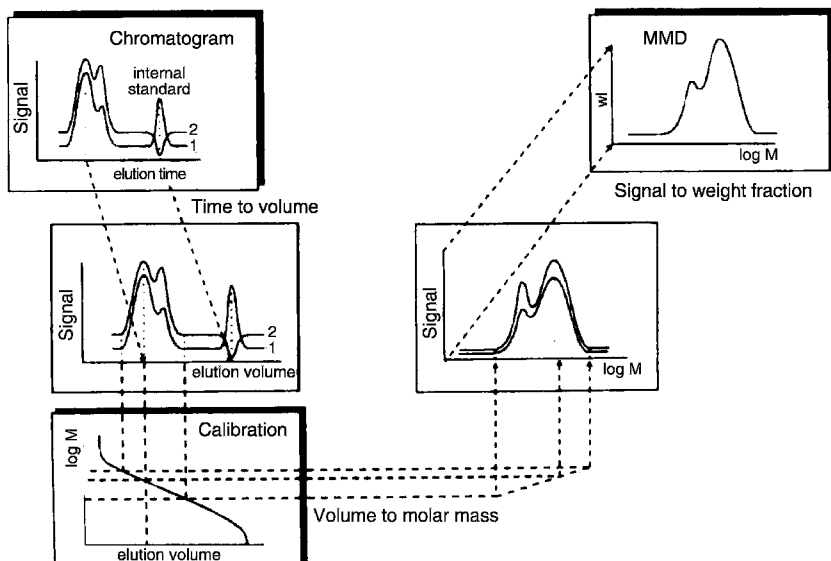 Chromatogram
internal
standard
Signal
2
1
elution time
Time to volume
MMD
wI
log M
Signal to weight fraction
Signal
2
1
elution volume
Signal
log M
Calibration
log M
elution volume
Volume to molar mass